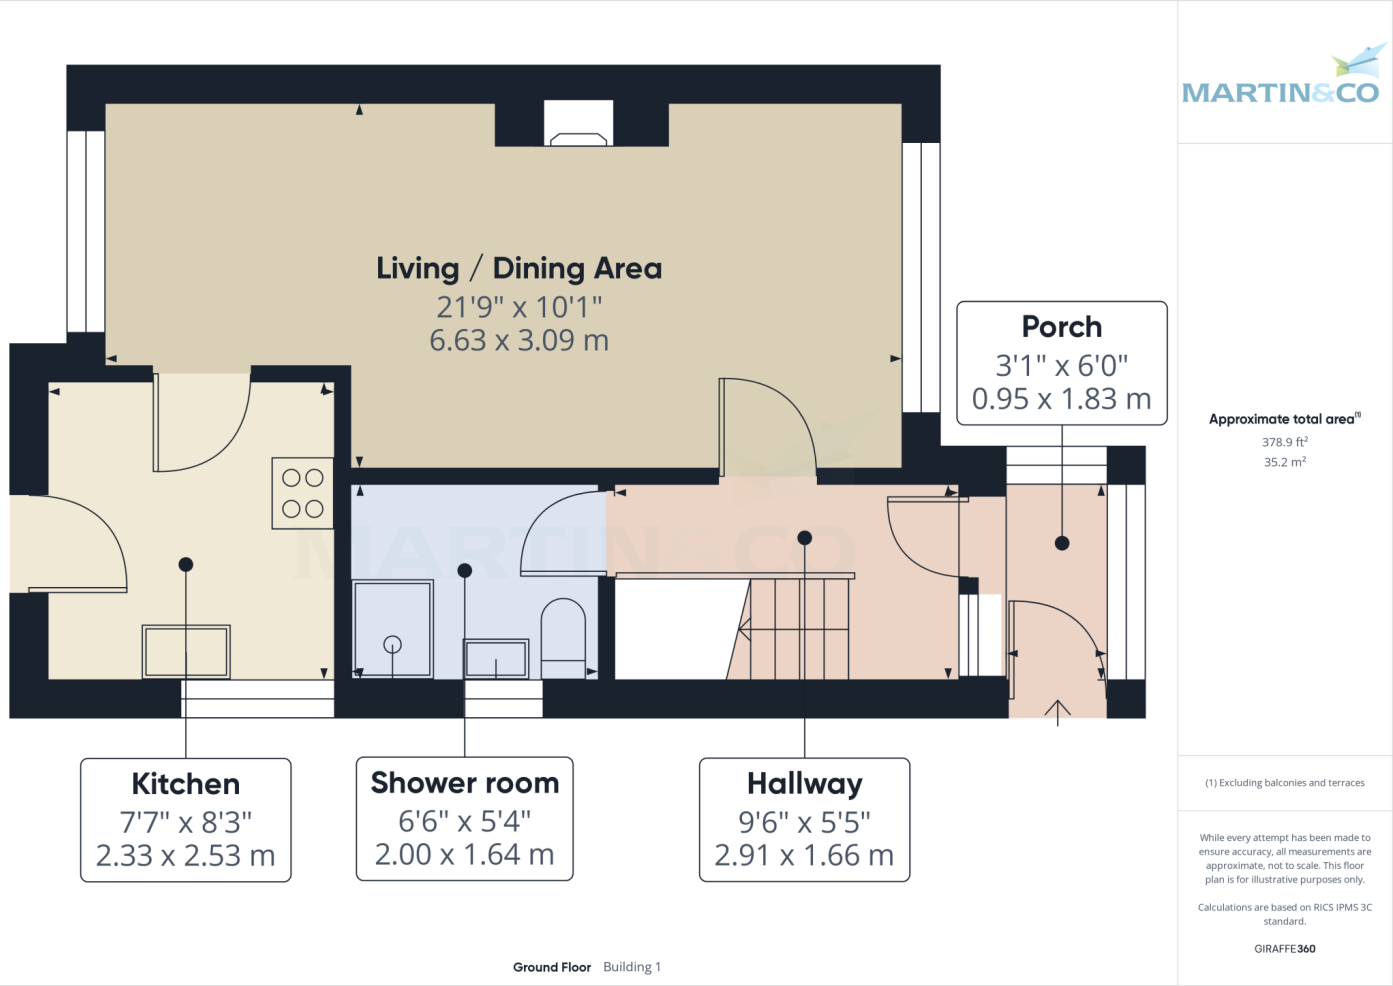 MARTIN&CO
Living / Dining Area
21'9" x 10'1"
6.63 x 3.09 m
Porch
3'1" x 6'0"
0.95 x 1.83 m
Approximate total area(1)
378.9 ft²
35.2 m²
MARTIN&CO
Kitchen
7'7" x 8'3"
2.33 x 2.53 m
Shower room
6'6" x 5'4"
2.00 x 1.64 m
Hallway
9'6" x 5'5"
2.91 x 1.66 m
(1) Excluding balconies and terraces
While every attempt has been made to
ensure accuracy, all measurements are
approximate, not to scale. This floor
plan is for illustrative purposes only.
Calculations are based on RICS IPMS 3C
standard.
GIRAFFE360
Ground Floor Building 1